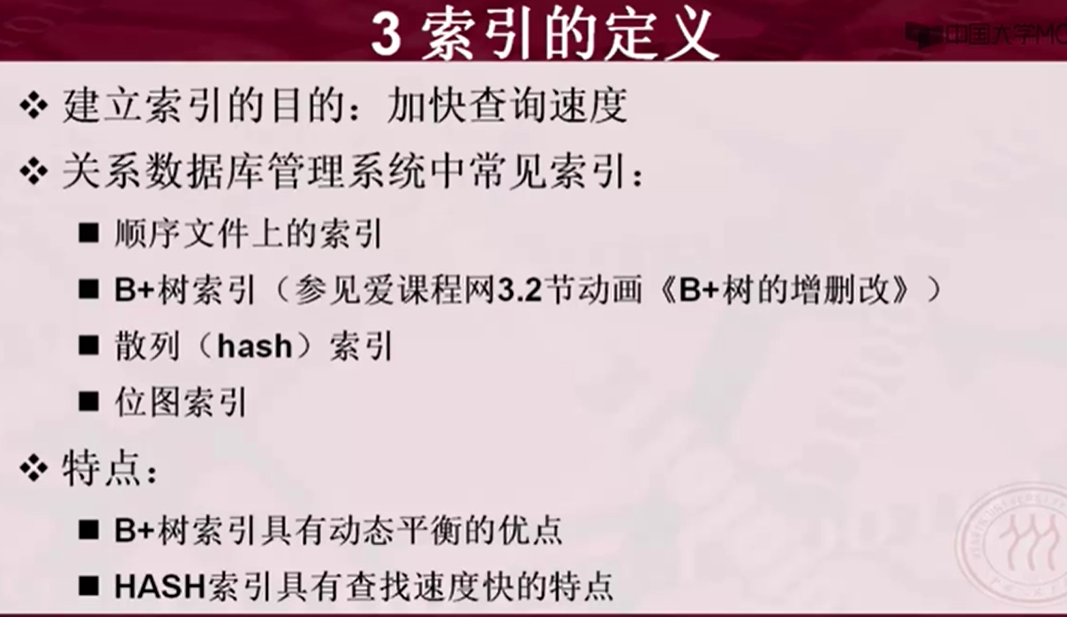 3 索引的定义
中国大学MO
建立索引的目的：加快查询速度
关系数据库管理系统中常见索引：
顺序文件上的索引
B+树索引（参见爱课程网3.2节动画《B+树的增删改》）
散列（hash）索引
位图索引
特点：
B+树索引具有动态平衡的优点
HASH索引具有查找速度快的特点